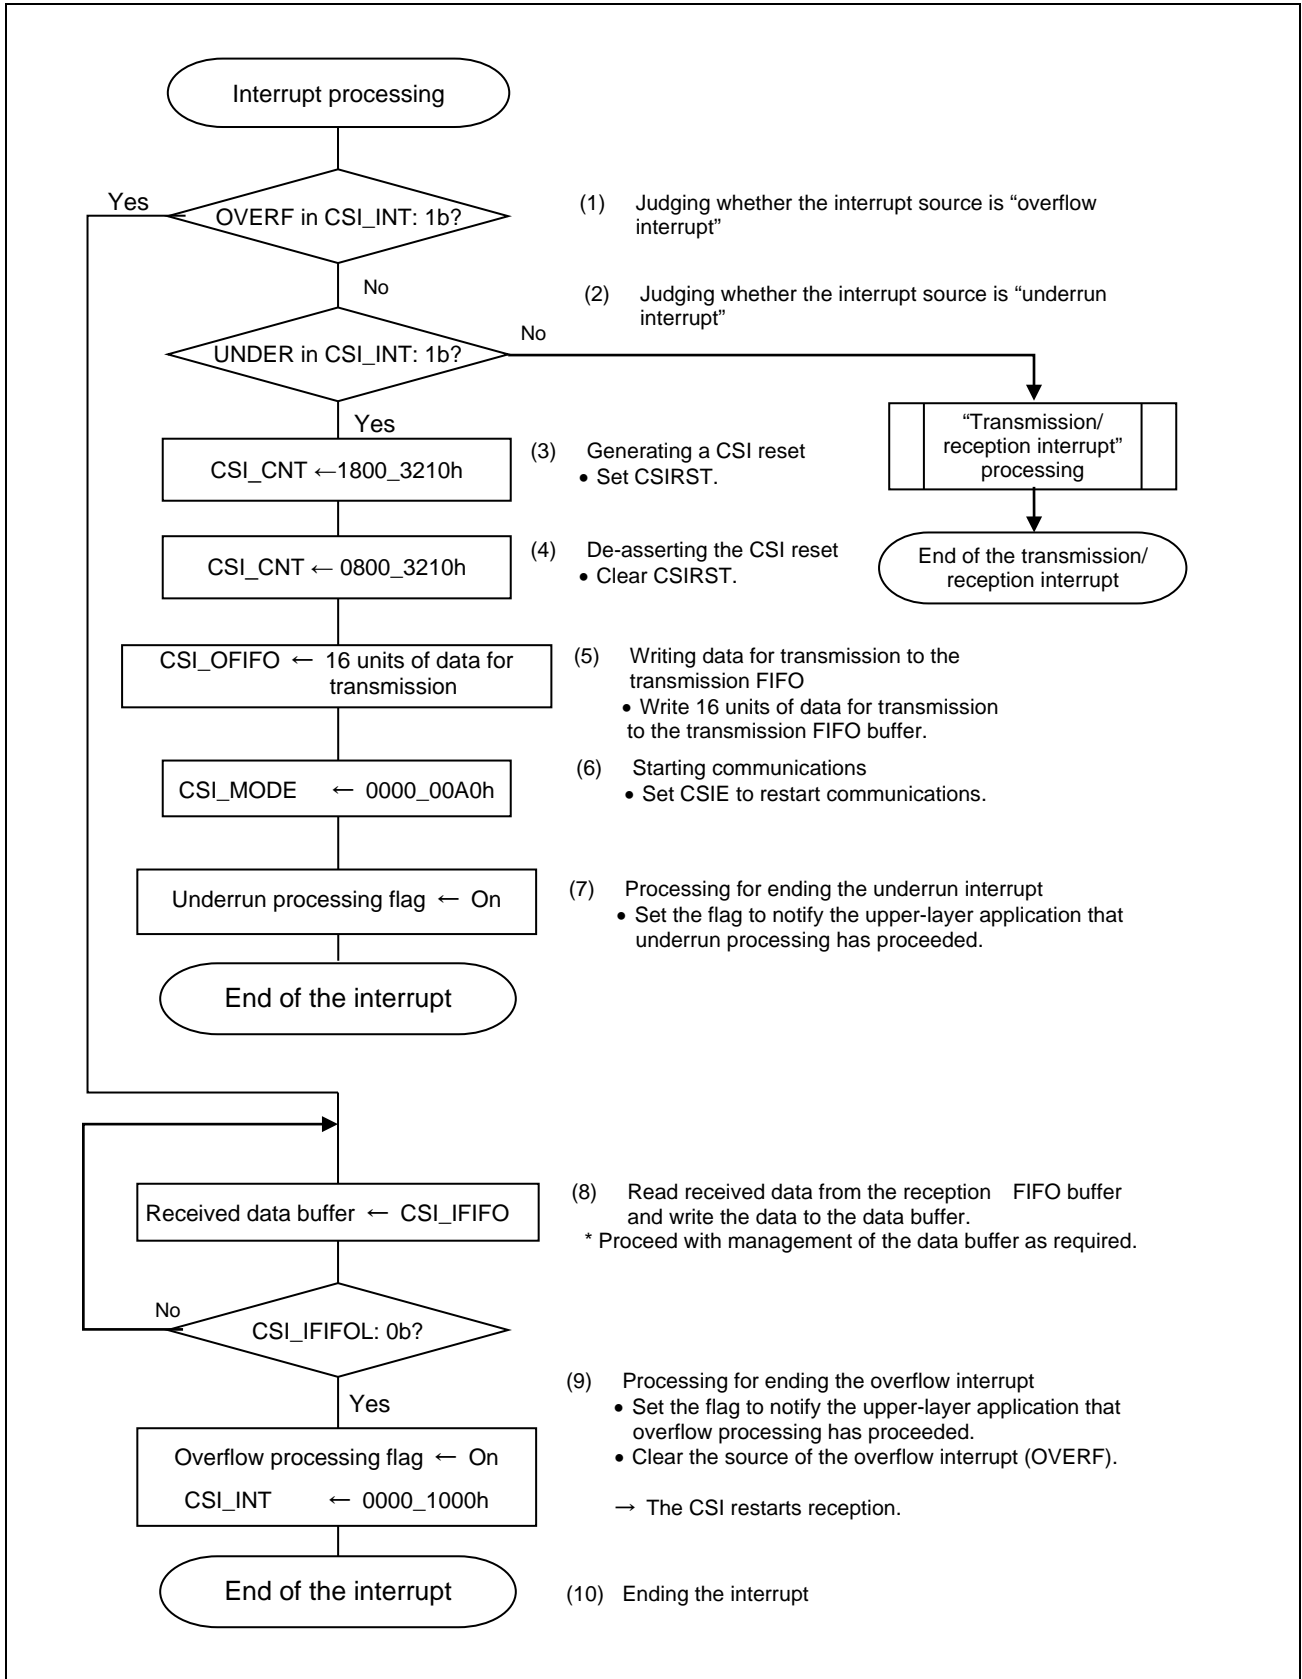 Interrupt processing
Yes
OVERF in CSI_INT: 1b?
(1) Judging whether the interrupt source is “overflow
interrupt”
No
(2) Judging whether the interrupt source is “underrun
interrupt”
No
UNDER in CSI_INT: 1b?
Yes
“Transmission/
reception interrupt”
processing
CSI_CNT ←1800_3210h
(3) Generating a CSI reset
• Set CSIRST.
CSI_CNT ← 0800_3210h
(4) De-asserting the CSI reset
• Clear CSIRST.
End of the transmission/
reception interrupt
CSI_OFIFO ← 16 units of data for
transmission
(5) Writing data for transmission to the
transmission FIFO
• Write 16 units of data for transmission
to the transmission FIFO buffer.
CSI_MODE ← 0000_00A0h
(6) Starting communications
• Set CSIE to restart communications.
Underrun processing flag ← On
(7) Processing for ending the underrun interrupt
• Set the flag to notify the upper-layer application that
underrun processing has proceeded.
End of the interrupt
Received data buffer ← CSI_IFIFO
(8) Read received data from the reception FIFO buffer
and write the data to the data buffer.
* Proceed with management of the data buffer as required.
No
CSI_IFIFOL: 0b?
Yes
(9) Processing for ending the overflow interrupt
• Set the flag to notify the upper-layer application that
overflow processing has proceeded.
• Clear the source of the overflow interrupt (OVERF).
→ The CSI restarts reception.
Overflow processing flag ← On
CSI_INT ← 0000_1000h
End of the interrupt
(10) Ending the interrupt